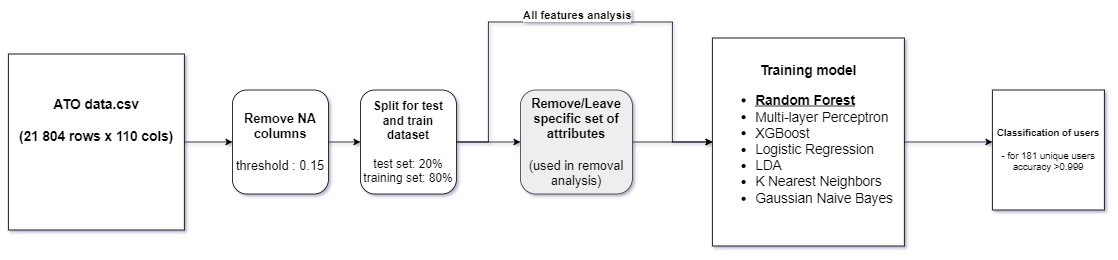 All features analysis
ATO data.csv
(21 804 rows x 110 cols)
Remove NA
columns
threshold : 0.15
Split for test
and train
dataset
test set: 20%
training set: 80%
Remove/Leave
specific set of
attributes
(used in removal
analysis)
Training model
• Random Forest
• Multi-layer Perceptron
• XGBoost
• Logistic Regression
• LDA
• K Nearest Neighbors
• Gaussian Naive Bayes
Classification of users
- for 181 unique users
accuracy >0.999